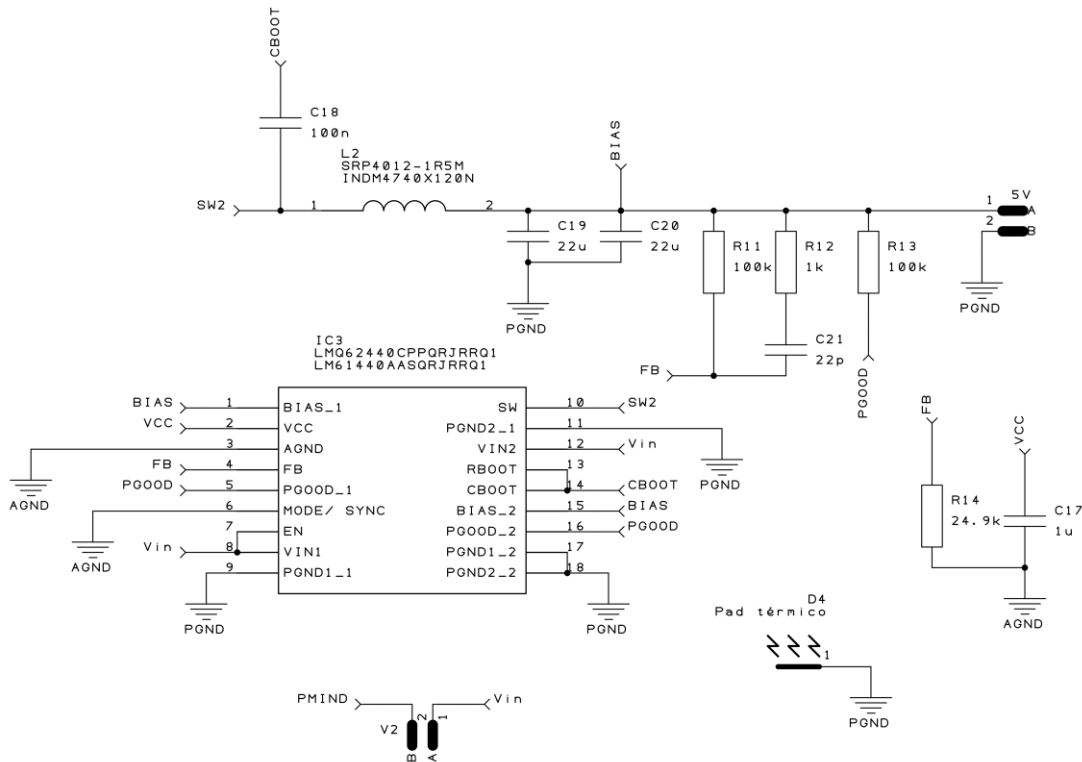 CBOOT
C18
100n
L2
SRP4012-1R5M
INDM4740X120N
BIAS
SW2
1
2
C19
22u
C20
22u
R11
100k
R12
1k
R13
100k
5V
1
A
2
B
PGND
PGND
C21
22p
FB
PGOOD
IC3
LMQ62440CPPQRJRRQ1
LM61440AASQRJRRQ1
BIAS 1 BIAS_1 SW 10 SW2
VCC 2 VCC PGND2_1 11
3 AGND VIN2 12 Vin
FB 4 FB RBOOT 13
PGOOD 5 PGOOD_1 CBOOT 14 CBOOT
6 MODE/ SYNC BIAS_2 15 BIAS
7 EN PGOOD_2 16 PGOOD
Vin 8 VIN1 PGND1_2 17
9 PGND1_1 PGND2_2 18
AGND
AGND
PGND
PGND
PGND
FB
VCC
R14
24.9k
C17
1u
AGND
D4
Pad térmico
1
PGND
PMIND
Vin
V2
2
1
B
A